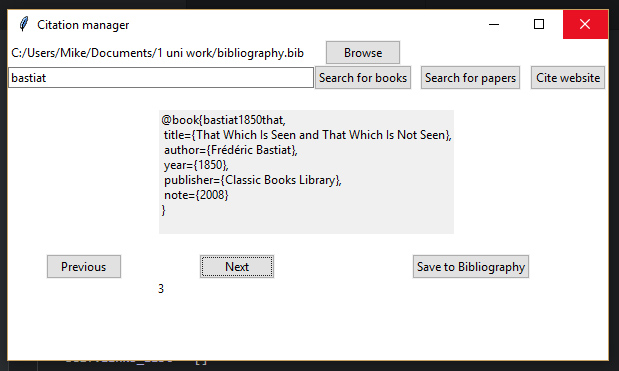 Citation manager
C:/Users/Mike/Documents/1 uni work/bibliography.bib Browse
bastiat Search for books Search for papers Cite website
@book{bastiat1850that,
title={That Which Is Seen and That Which Is Not Seen},
author={Frédéric Bastiat},
year={1850},
publisher={Classic Books Library},
note={2008}
}
Previous Next Save to Bibliography
3